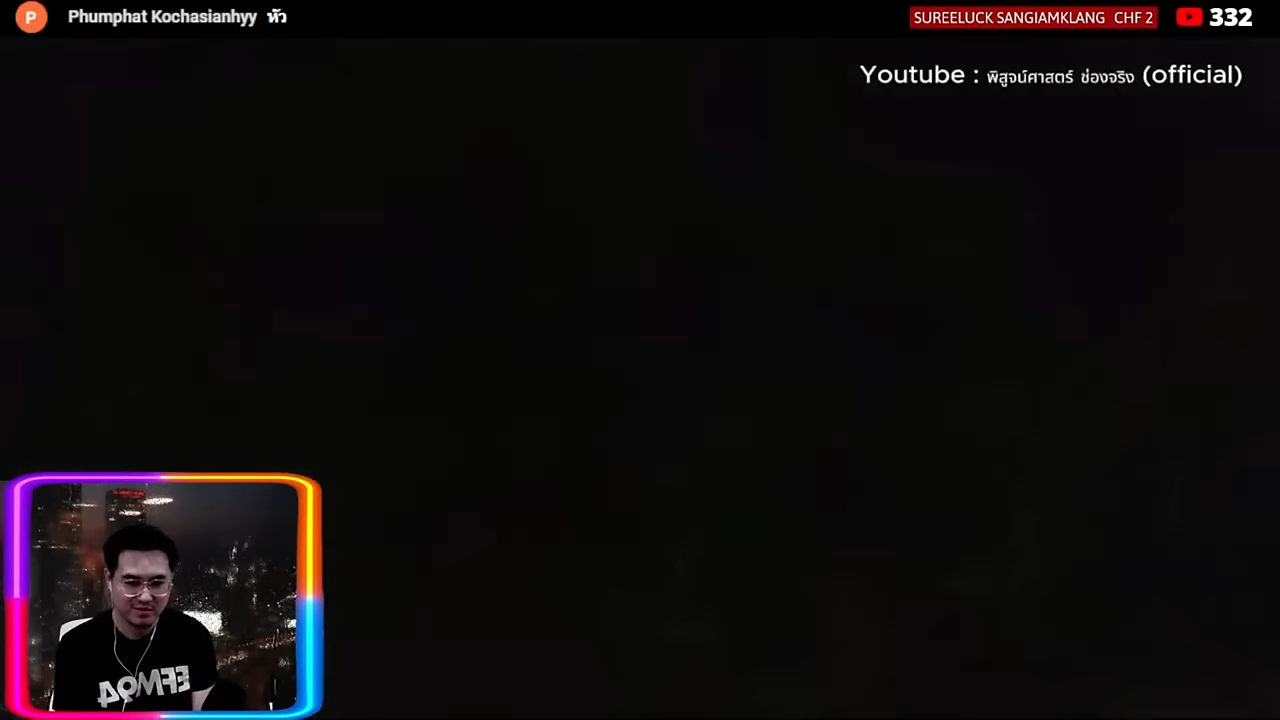 Phumphat Kochasianhyy หัว
SUREELUCK SANGIAMKLANG CHF 2
332
Youtube : พิสูจน์ศาสตร์ ช่องจริง (official)
P
EFM94